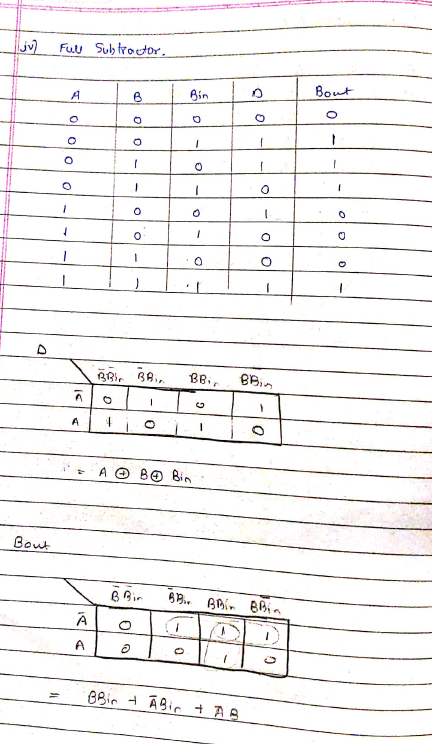 iv) Full Subtractor.
A B Bin D Bout
0 0 0 0 0
0 0 1 1 1
0 1 0 1 1
0 1 1 0 1
1 0 0 1 0
1 0 1 0 0
1 1 0 0 0
1 1 1 1 1
D
B̅B̅in B̅Bin BBin BB̅in
A̅ 0 1 0 1
A 1 0 1 0
= A ⊕ B ⊕ Bin
Bout
B̅B̅in B̅Bin BBin BB̅in
A̅ 0 1 1 1
A 0 0 1 0
= BBin + A̅Bin + A̅B